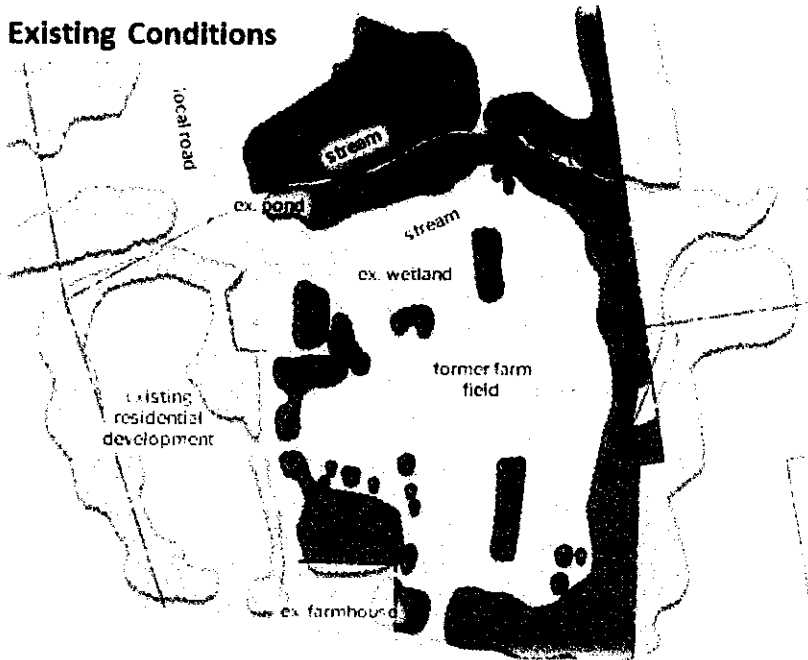 Existing Conditions
local road
stream
ex. pond
stream
ex. wetland
former farm
field
existing
residential
development
ex. farmhouse